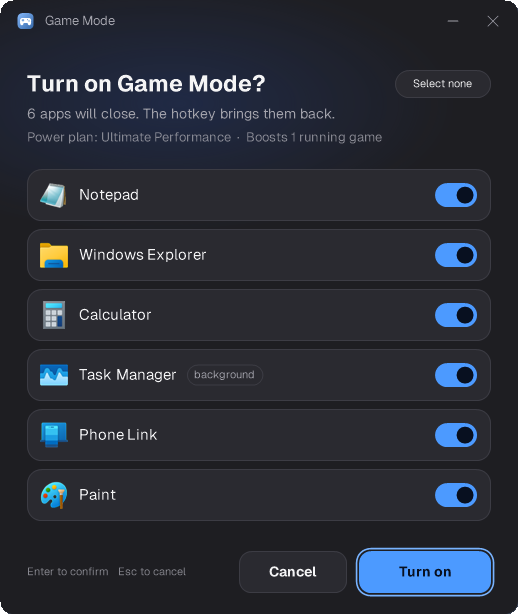 Game Mode
Turn on Game Mode?
Select none
6 apps will close. The hotkey brings them back.
Power plan: Ultimate Performance · Boosts 1 running game
Notepad
Windows Explorer
Calculator
Task Manager background
Phone Link
Paint
Enter to confirm Esc to cancel
Cancel
Turn on